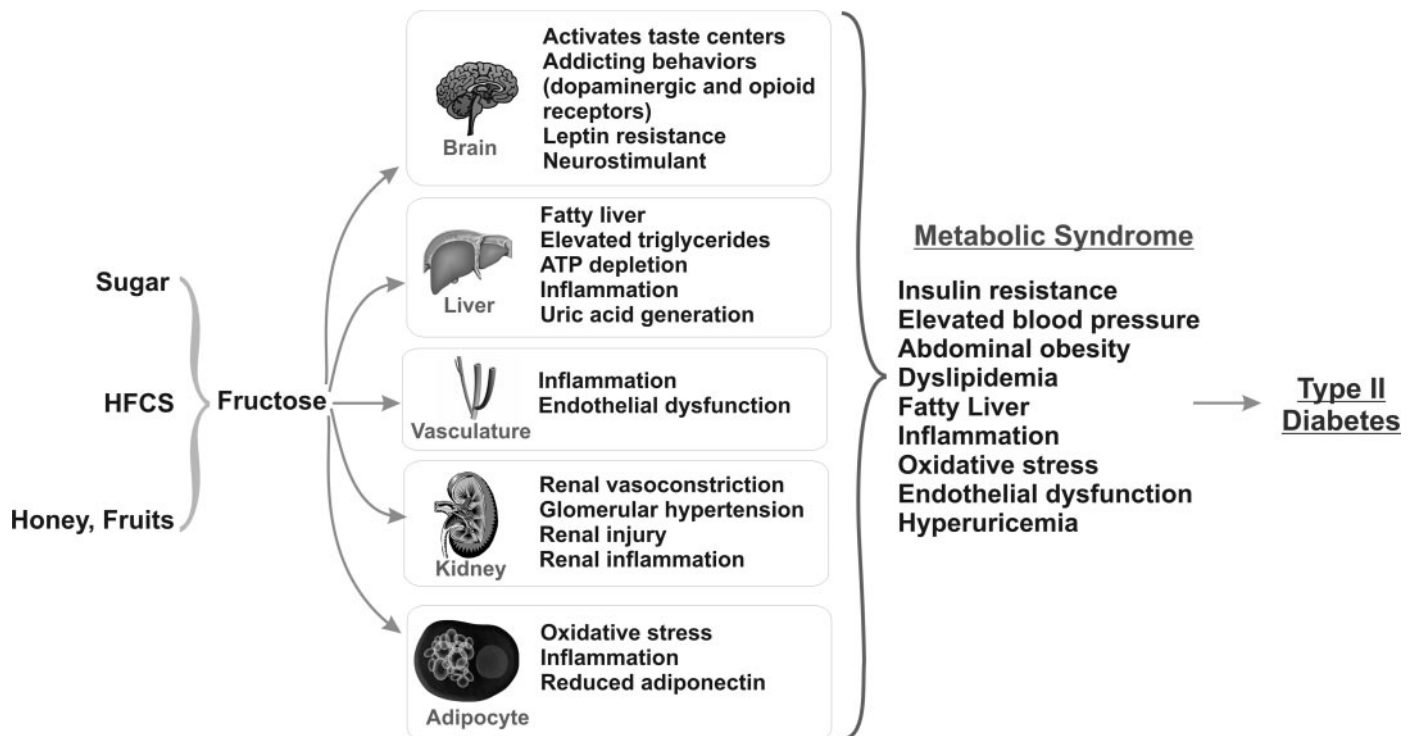 Sugar
HFCS
Honey, Fruits
Fructose
Brain
Activates taste centers
Addicting behaviors
(dopaminergic and opioid
receptors)
Leptin resistance
Neurostimulant
Liver
Fatty liver
Elevated triglycerides
ATP depletion
Inflammation
Uric acid generation
Vasculature
Inflammation
Endothelial dysfunction
Kidney
Renal vasoconstriction
Glomerular hypertension
Renal injury
Renal inflammation
Adipocyte
Oxidative stress
Inflammation
Reduced adiponectin
Metabolic Syndrome
Insulin resistance
Elevated blood pressure
Abdominal obesity
Dyslipidemia
Fatty Liver
Inflammation
Oxidative stress
Endothelial dysfunction
Hyperuricemia
Type II
Diabetes